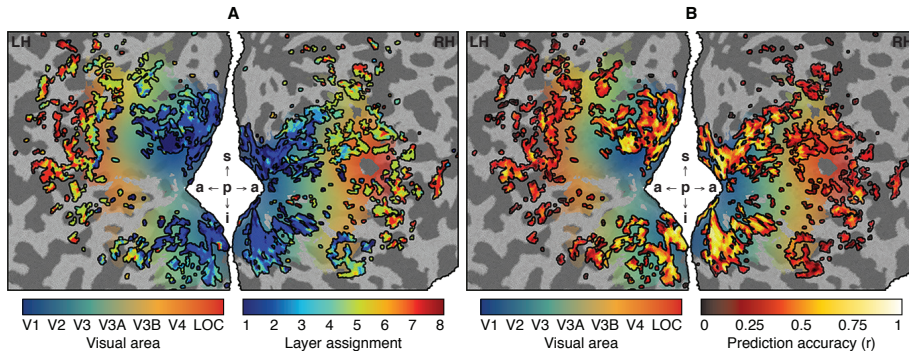 A
B
LH
RH
LH
RH
s
↑
a ← p → a
↓
i
s
↑
a ← p → a
↓
i
V1 V2 V3 V3A V3B V4 LOC
Visual area
1 2 3 4 5 6 7 8
Layer assignment
V1 V2 V3 V3A V3B V4 LOC
Visual area
0 0.25 0.5 0.75 1
Prediction accuracy (r)